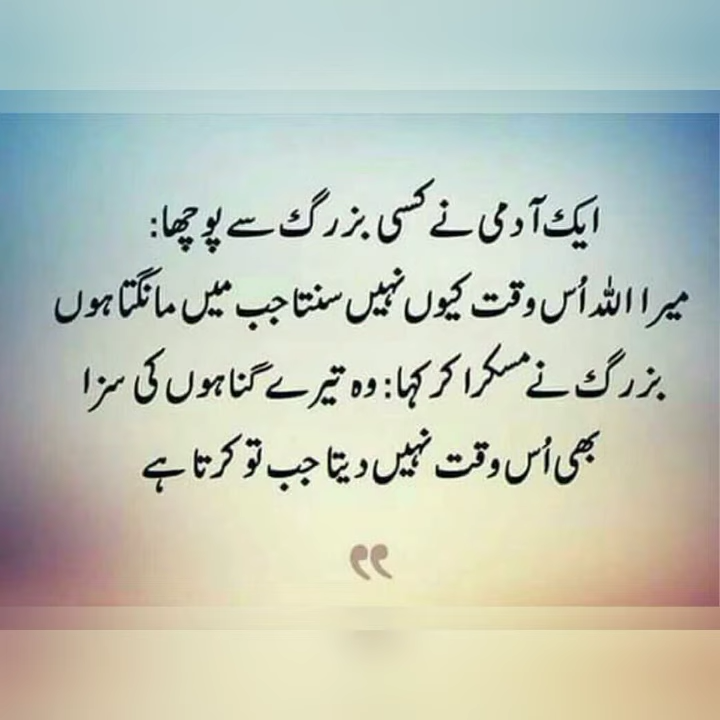 ایک آدمی نے کسی بزرگ سے پوچھا:
میرا اللہ اُس وقت کیوں نہیں سنتا جب میں مانگتا ہوں
بزرگ نے مسکرا کر کہا: وہ تیرے گناہوں کی سزا
بھی اُس وقت نہیں دیتا جب تو کرتا ہے
”